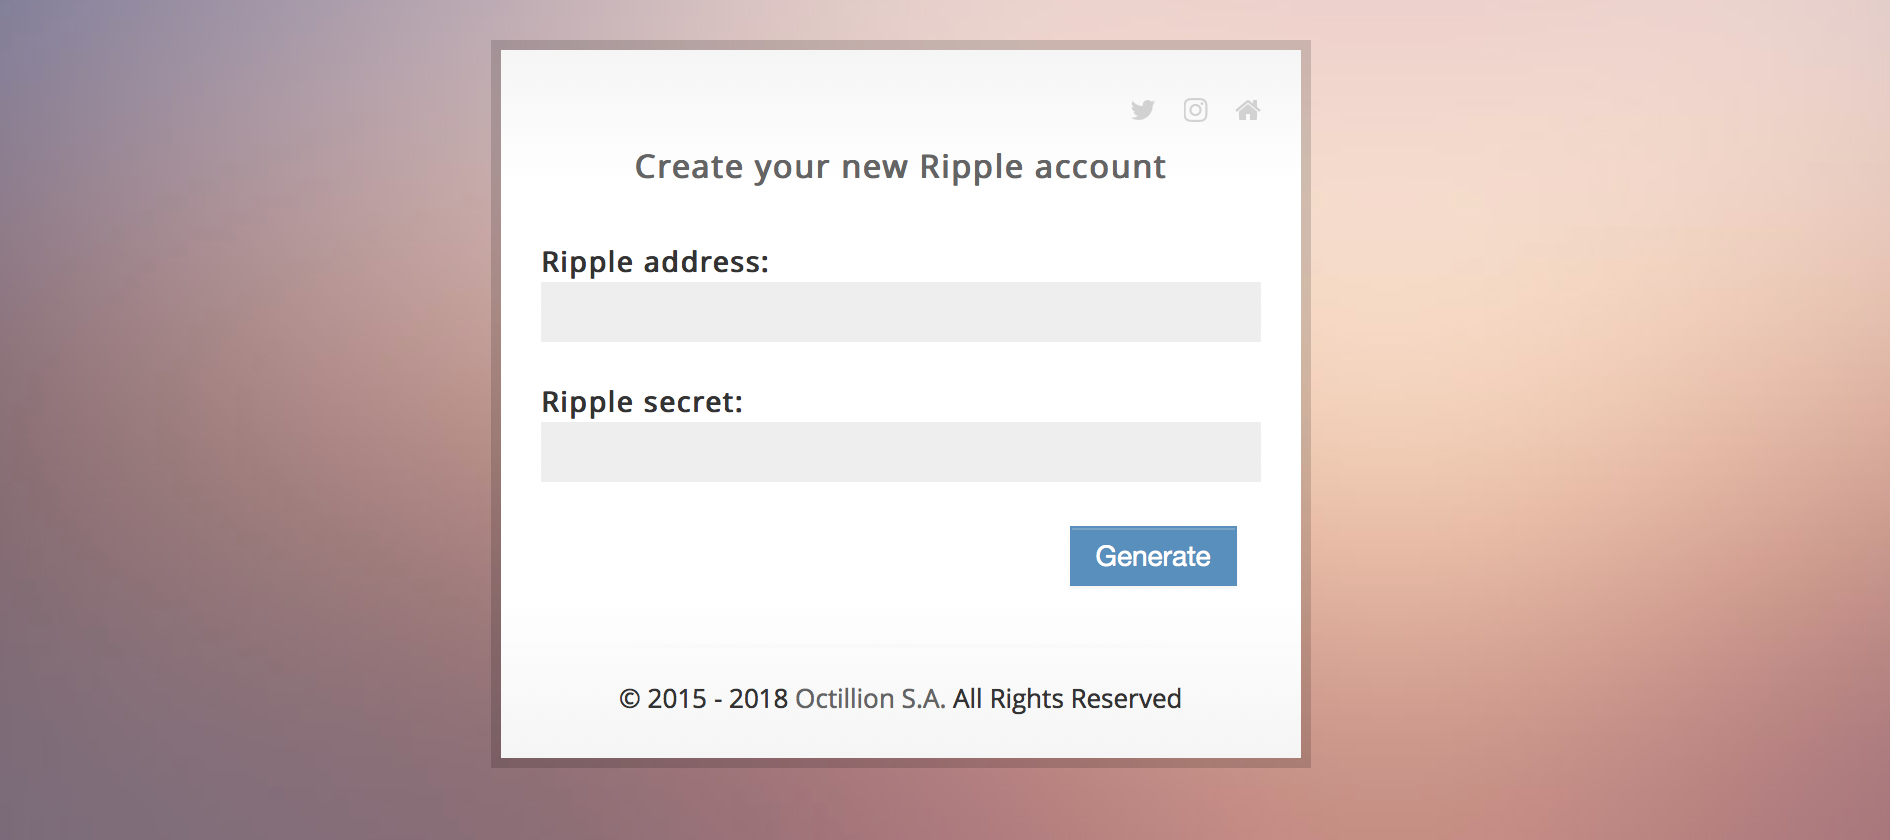 Create your new Ripple account
Ripple address:
Ripple secret:
Generate
© 2015 - 2018 Octillion S.A. All Rights Reserved